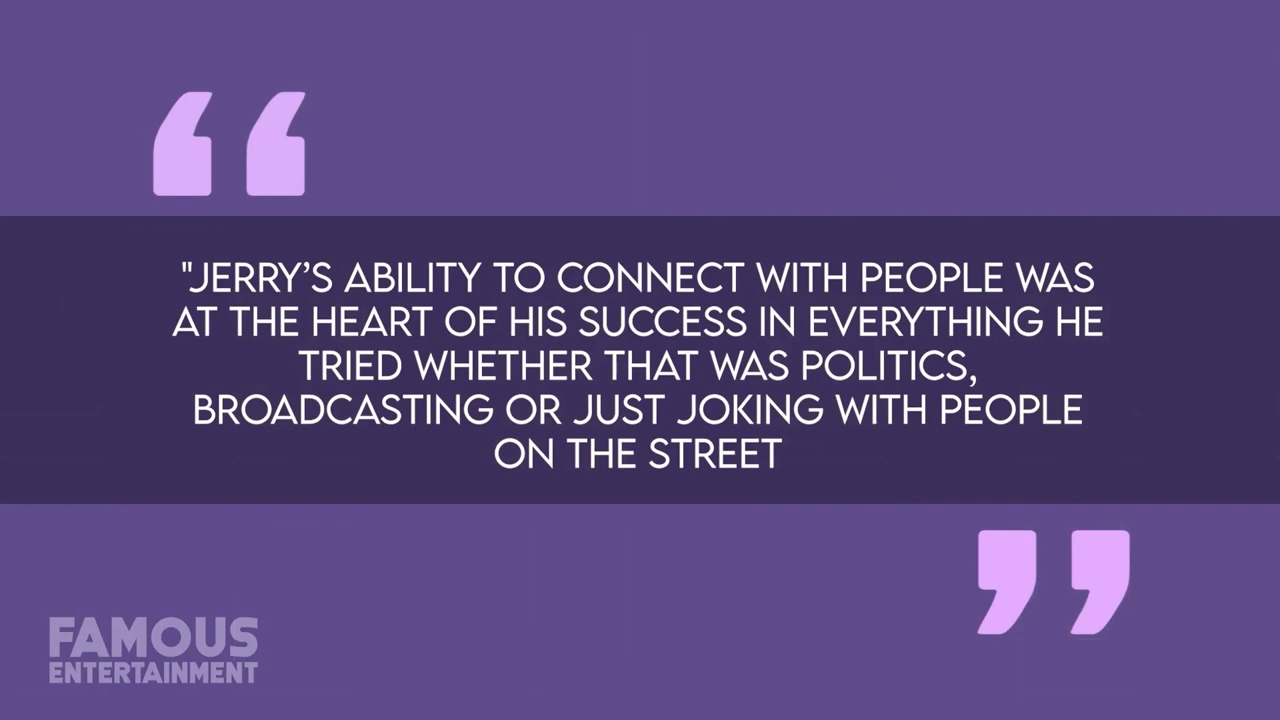 "JERRY’S ABILITY TO CONNECT WITH PEOPLE WAS
AT THE HEART OF HIS SUCCESS IN EVERYTHING HE
TRIED WHETHER THAT WAS POLITICS,
BROADCASTING OR JUST JOKING WITH PEOPLE
ON THE STREET
FAMOUS
ENTERTAINMENT